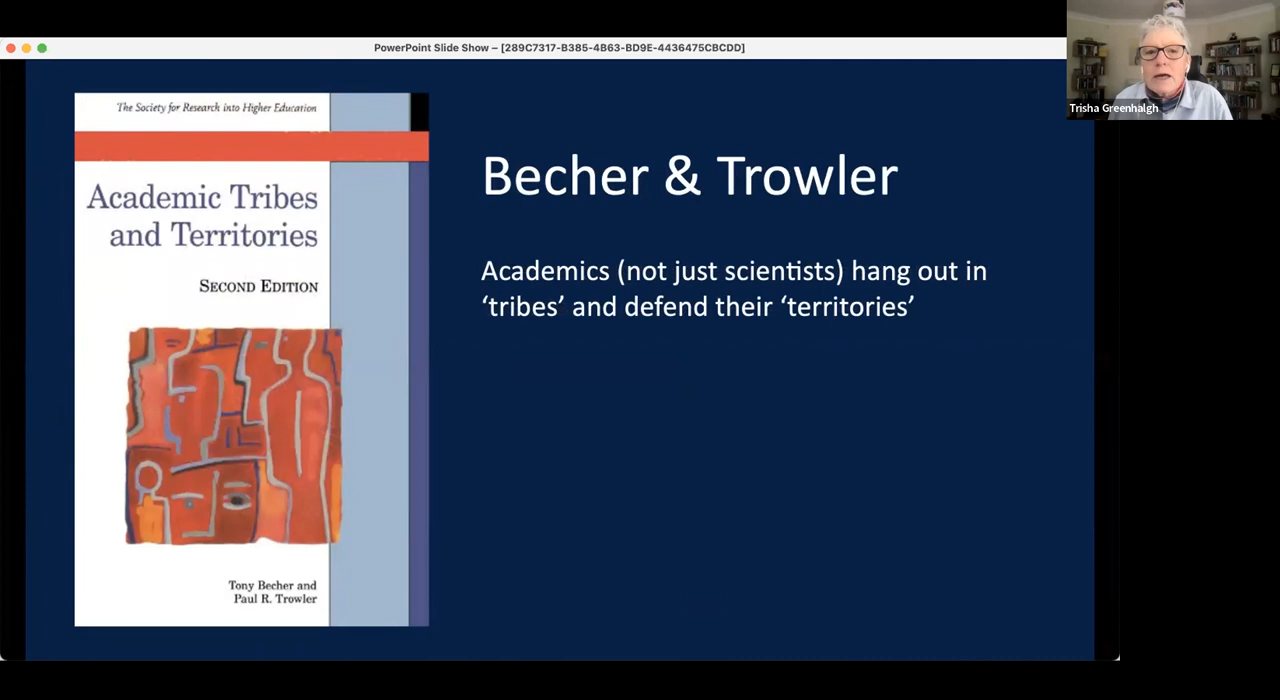 PowerPoint Slide Show – [289C7317-B385-4B63-BD9E-4436475CBCDD]
Trisha Greenhalgh
The Society for Research into Higher Education
Academic Tribes
and Territories
SECOND EDITION
Tony Becher and
Paul R. Trowler
Becher & Trowler
Academics (not just scientists) hang out in
‘tribes’ and defend their ‘territories’